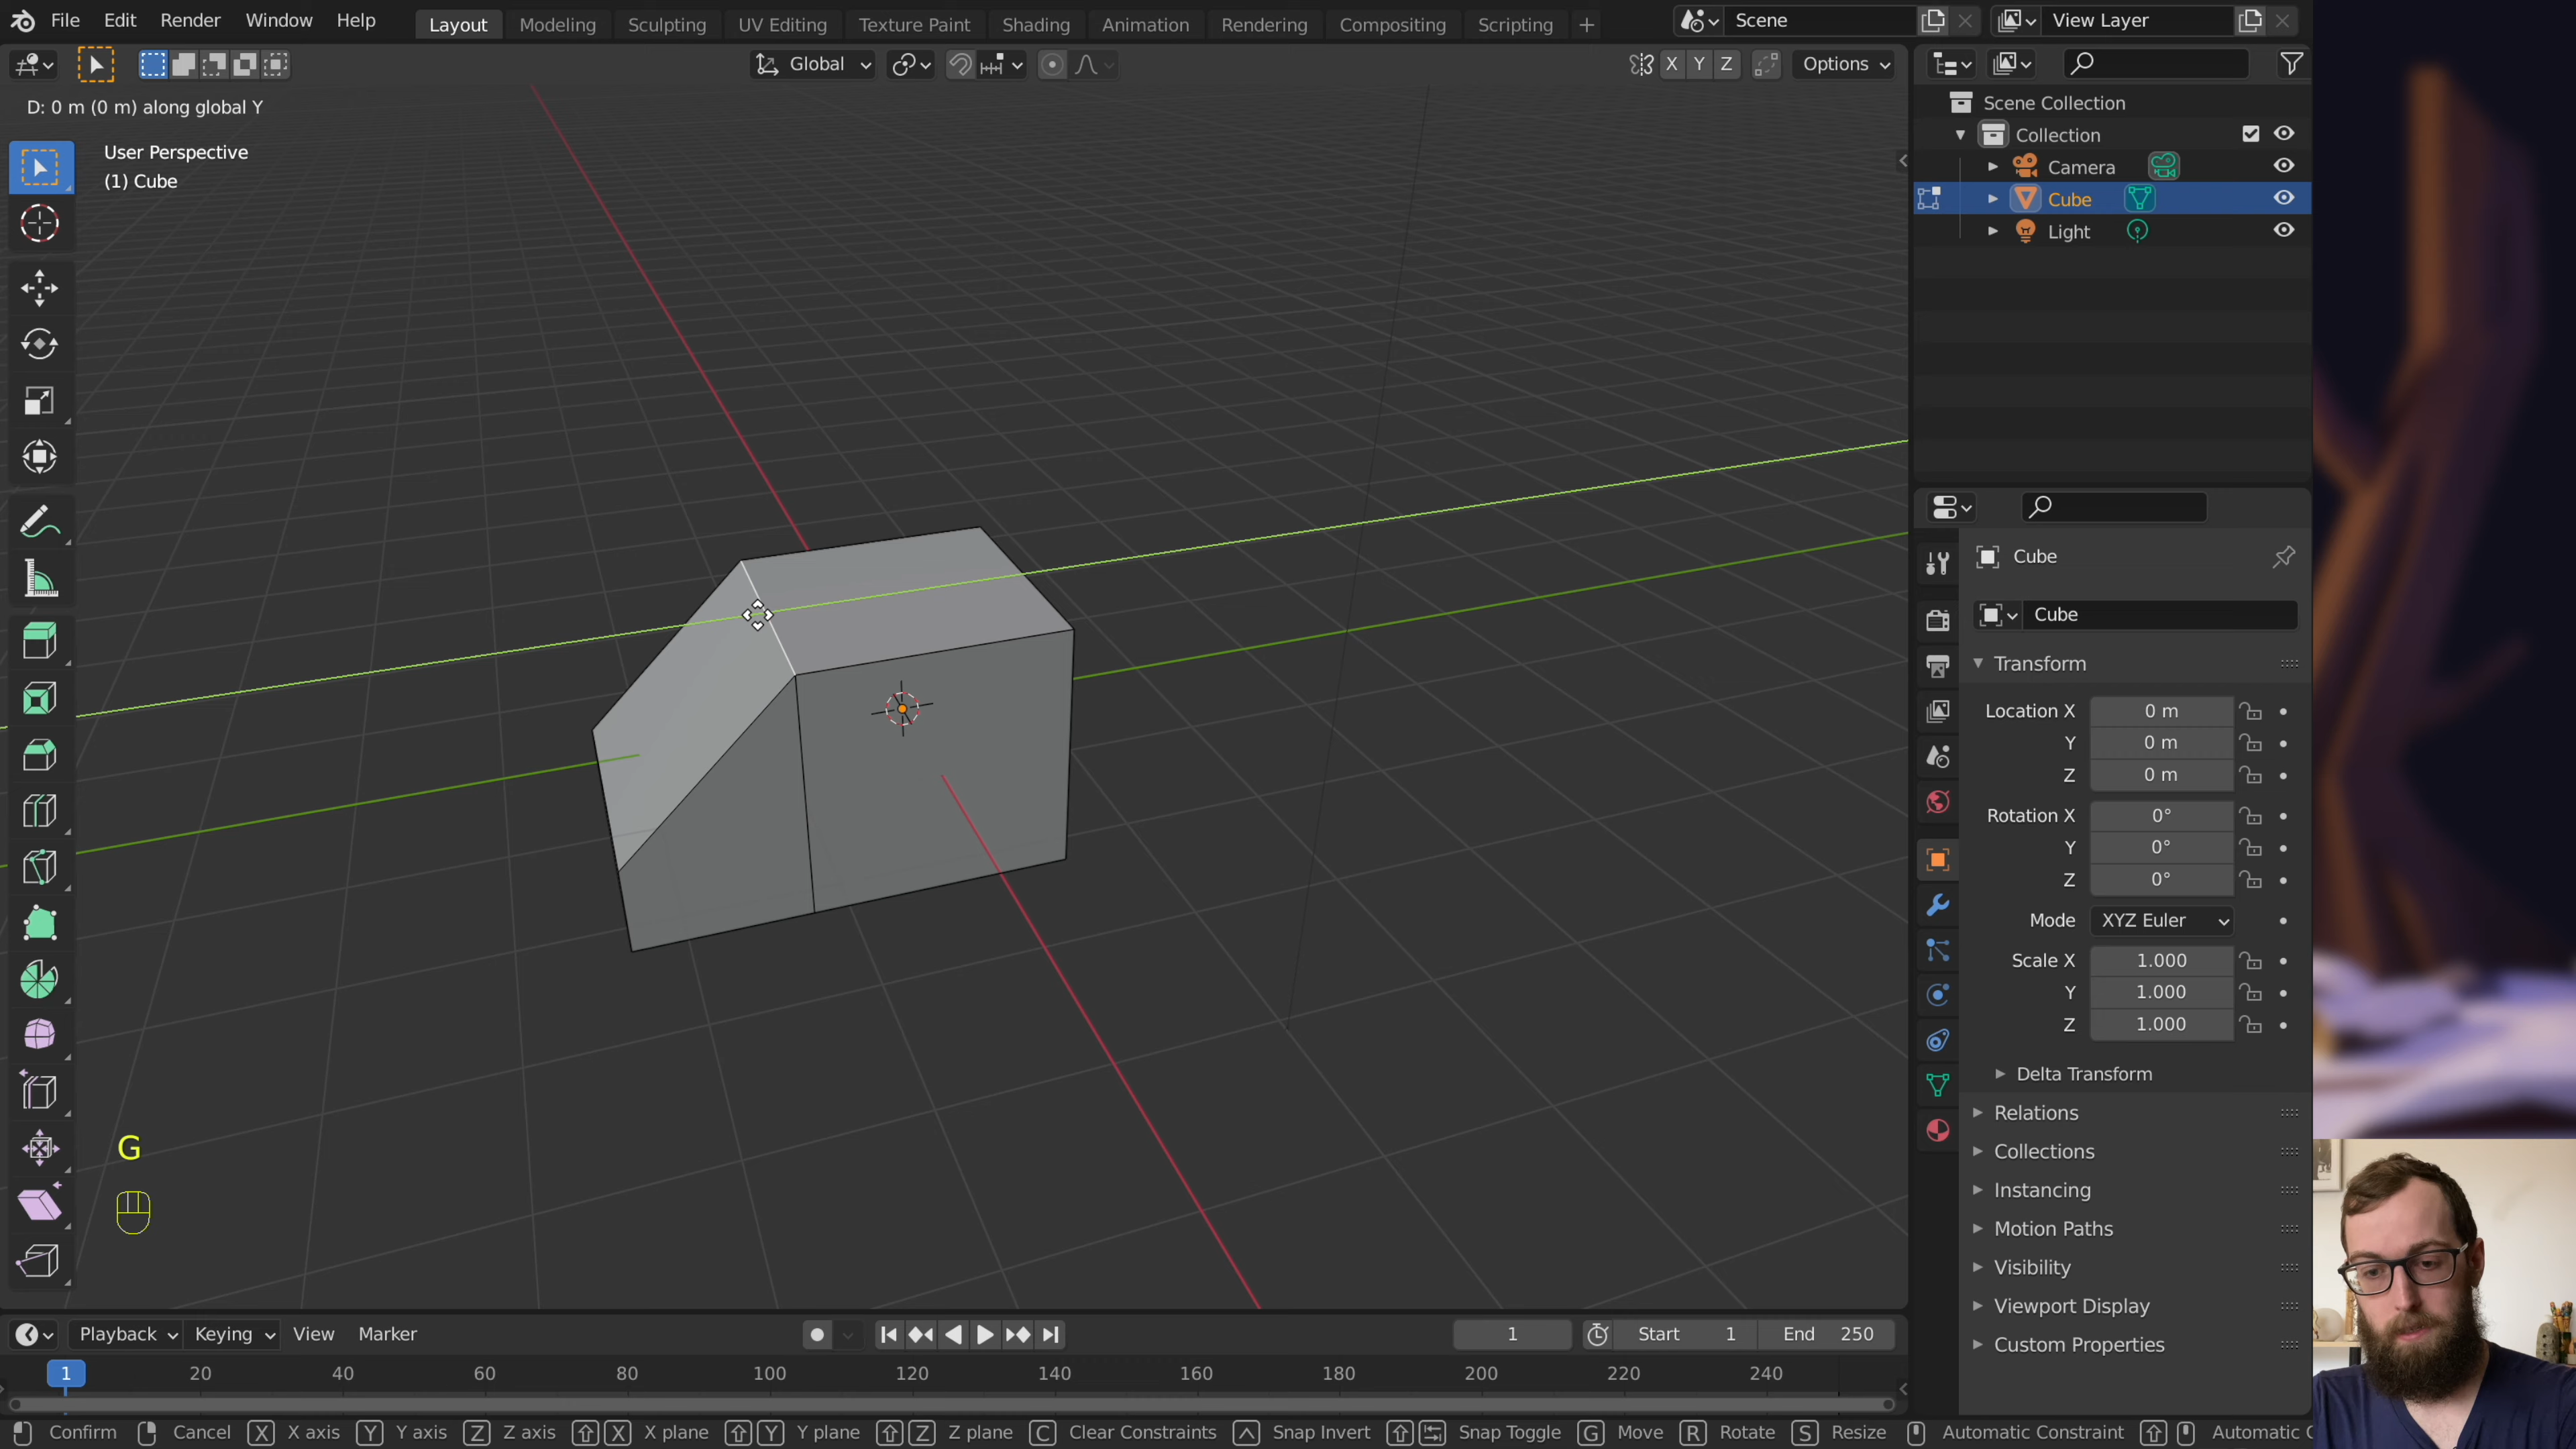 File Edit Render Window Help Layout Modeling Sculpting UV Editing Texture Paint Shading Animation Rendering Compositing Scripting + Scene View Layer
Global X Y Z Options
D: 0 m (0 m) along global Y
User Perspective
(1) Cube
Scene Collection
Collection
Camera
Cube
Light
Cube
Cube
Transform
Location X 0 m
Y 0 m
Z 0 m
Rotation X 0°
Y 0°
Z 0°
Mode XYZ Euler
Scale X 1.000
Y 1.000
Z 1.000
Delta Transform
Relations
Collections
Instancing
Motion Paths
Visibility
Viewport Display
Custom Properties
G
Playback Keying View Marker 1 Start 1 End 250
1 20 40 60 80 100 120 140 160 180 200 220 240
Confirm Cancel X X axis Y Y axis Z Z axis X X plane Y Y plane Z Z plane C Clear Constraints Snap Invert Snap Toggle G Move R Rotate S Resize Automatic Constraint Automatic C